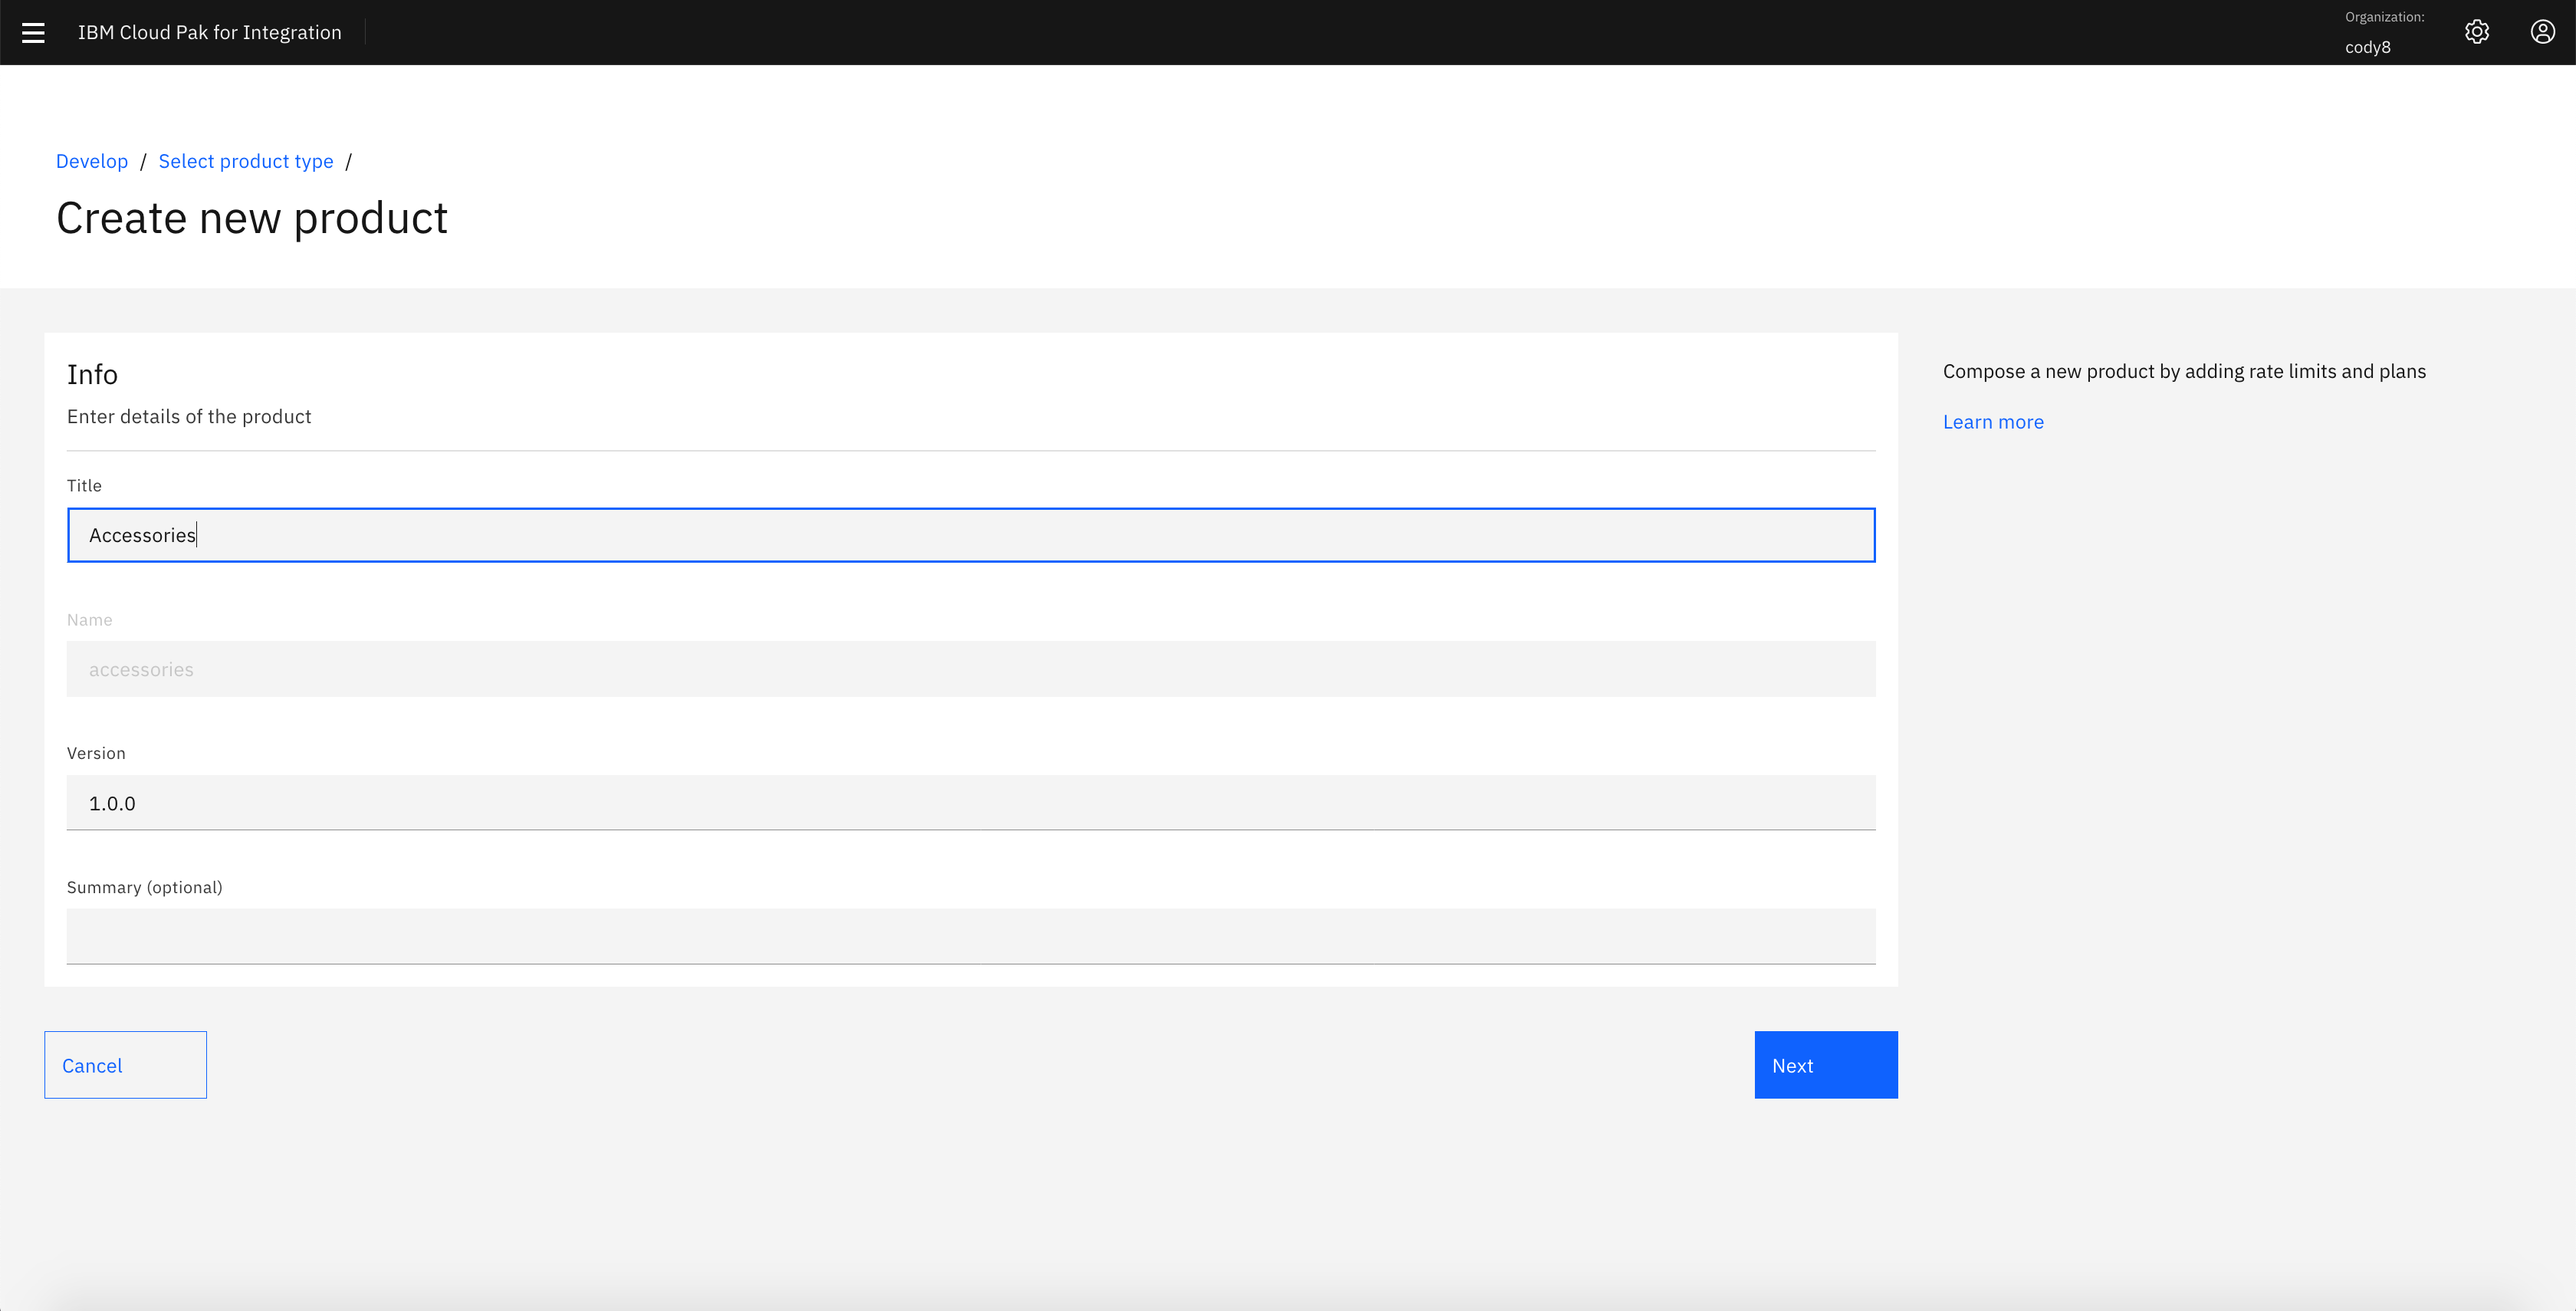 IBM Cloud Pak for Integration
Organization:
cody8
Develop / Select product type /
Create new product
Info
Enter details of the product
Compose a new product by adding rate limits and plans
Learn more
Title
Accessories
Name
accessories
Version
1.0.0
Summary (optional)
Cancel
Next